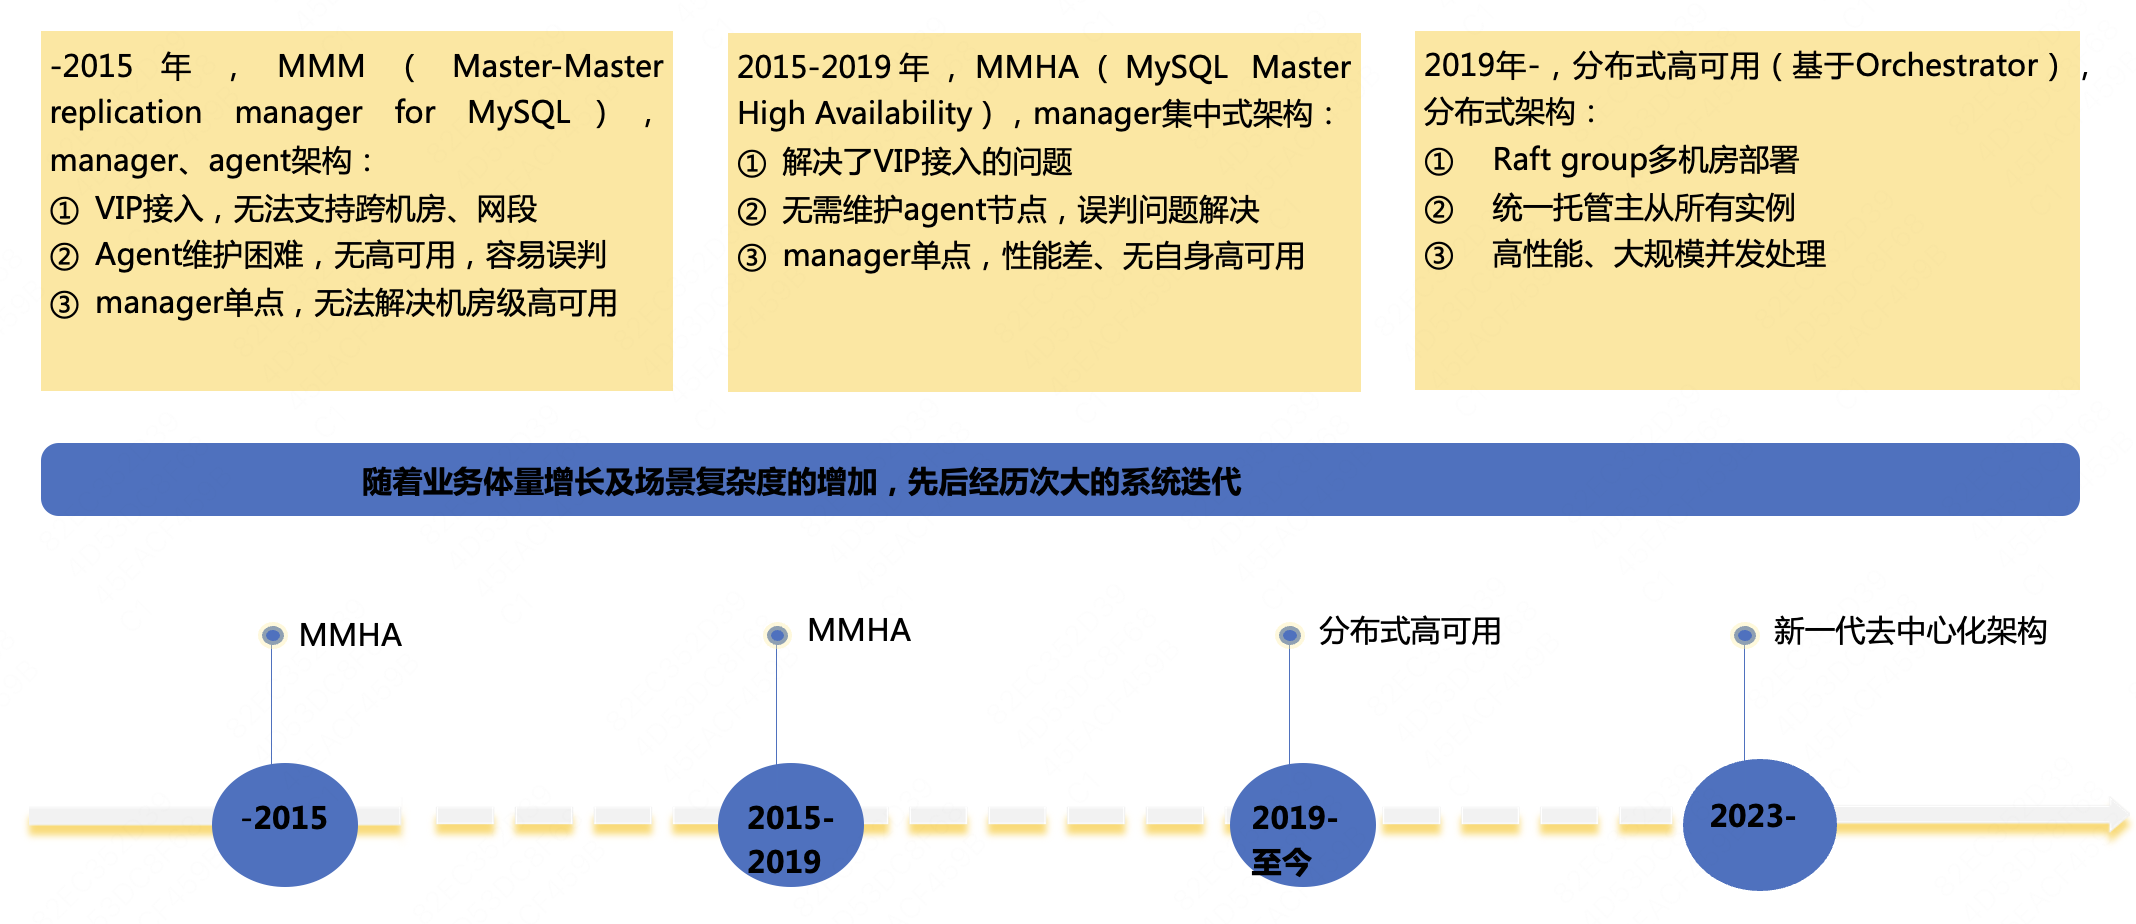 -2015 年 ， MMM （ Master-Master
replication manager for MySQL ） ，
manager、agent架构：
① VIP接入，无法支持跨机房、网段
② Agent维护困难，无高可用，容易误判
③ manager单点，无法解决机房级高可用
2015-2019年，MMHA（MySQL Master
High Availability），manager集中式架构：
① 解决了VIP接入的问题
② 无需维护agent节点，误判问题解决
③ manager单点，性能差、无自身高可用
2019年-，分布式高可用（基于Orchestrator），
分布式架构：
① Raft group多机房部署
② 统一托管主从所有实例
③ 高性能、大规模并发处理
随着业务体量增长及场景复杂度的增加，先后经历次大的系统迭代
MMHA
MMHA
分布式高可用
新一代去中心化架构
-2015
2015-
2019
2019-
至今
2023-